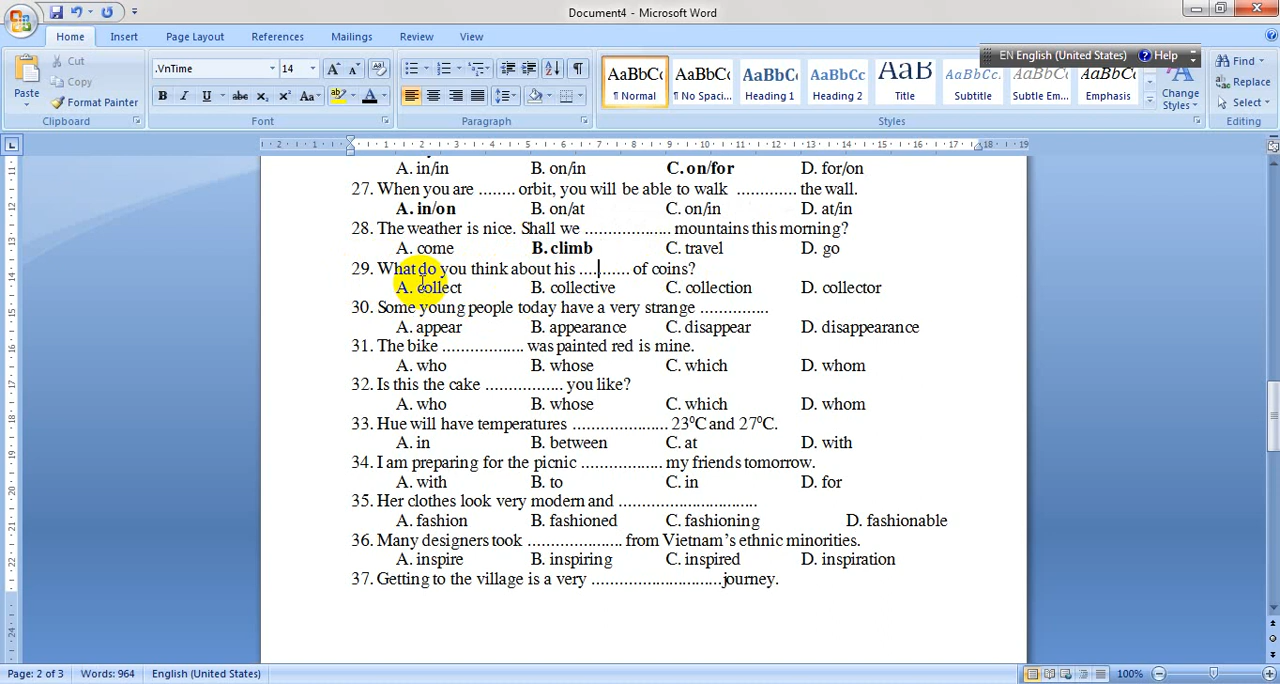 Document4 - Microsoft Word
Home Insert Page Layout References Mailings Review View
EN English (United States) Help
Paste
Cut
Copy
Format Painter
Clipboard
.VnTime 14
Font
Paragraph
AaBbCc AaBbCc AaBbC AaBbCc AaB AaBbCc. AaBbCc. AaBbCc
¶ Normal ¶ No Spaci... Heading 1 Heading 2 Title Subtitle Subtle Em... Emphasis
Change Styles
Styles
Find
Replace
Select
Editing
A. in/in B. on/in C. on/for D. for/on
27. When you are ........ orbit, you will be able to walk ............. the wall.
A. in/on B. on/at C. on/in D. at/in
28. The weather is nice. Shall we ................... mountains this morning?
A. come B. climb C. travel D. go
29. What do you think about his ........... of coins?
A. collect B. collective C. collection D. collector
30. Some young people today have a very strange ...............
A. appear B. appearance C. disappear D. disappearance
31. The bike .................. was painted red is mine.
A. who B. whose C. which D. whom
32. Is this the cake ................. you like?
A. who B. whose C. which D. whom
33. Hue will have temperatures ..................... 23⁰C and 27⁰C.
A. in B. between C. at D. with
34. I am preparing for the picnic .................. my friends tomorrow.
A. with B. to C. in D. for
35. Her clothes look very modern and ..............................
A. fashion B. fashioned C. fashioning D. fashionable
36. Many designers took ..................... from Vietnam's ethnic minorities.
A. inspire B. inspiring C. inspired D. inspiration
37. Getting to the village is a very ............................journey.
Page: 2 of 3 Words: 964 English (United States) 100%